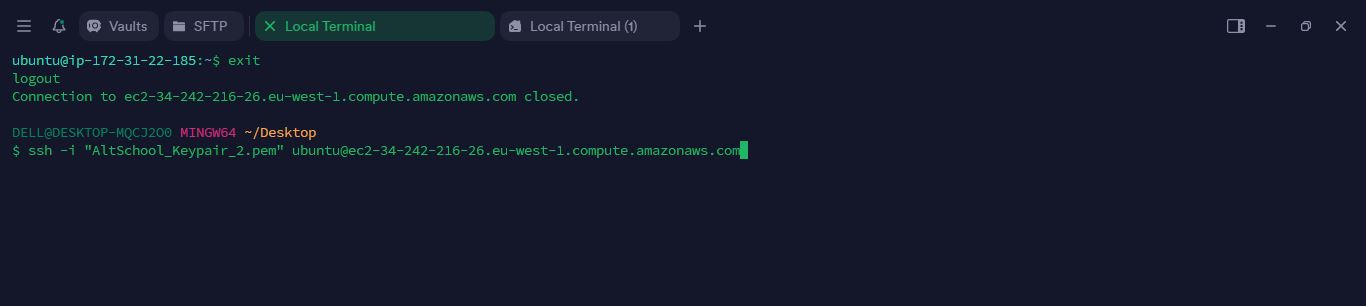 Vaults SFTP Local Terminal Local Terminal (1)
ubuntu@ip-172-31-22-185:~$ exit
logout
Connection to ec2-34-242-216-26.eu-west-1.compute.amazonaws.com closed.
DELL@DESKTOP-MQCJ2O0 MINGW64 ~/Desktop
$ ssh -i "AltSchool_Keypair_2.pem" ubuntu@ec2-34-242-216-26.eu-west-1.compute.amazonaws.com